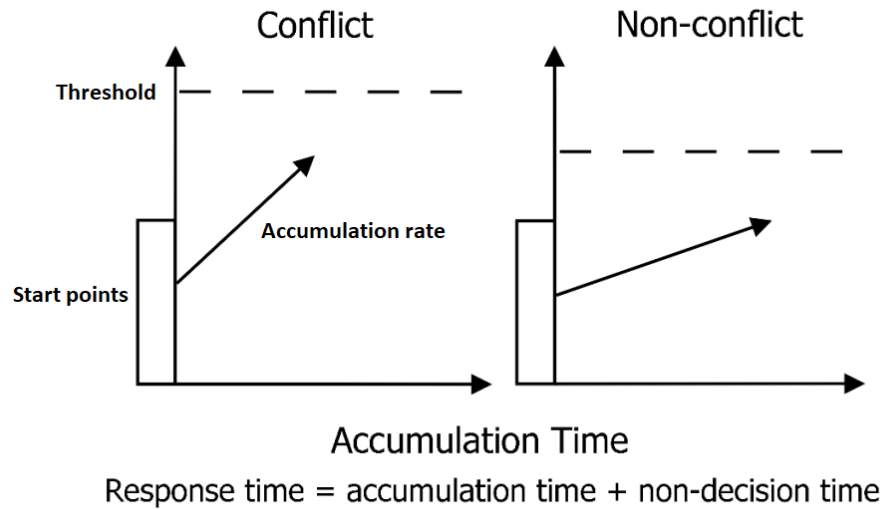 Conflict
Non-conflict
Threshold
Accumulation rate
Start points
Accumulation Time
Response time = accumulation time + non-decision time